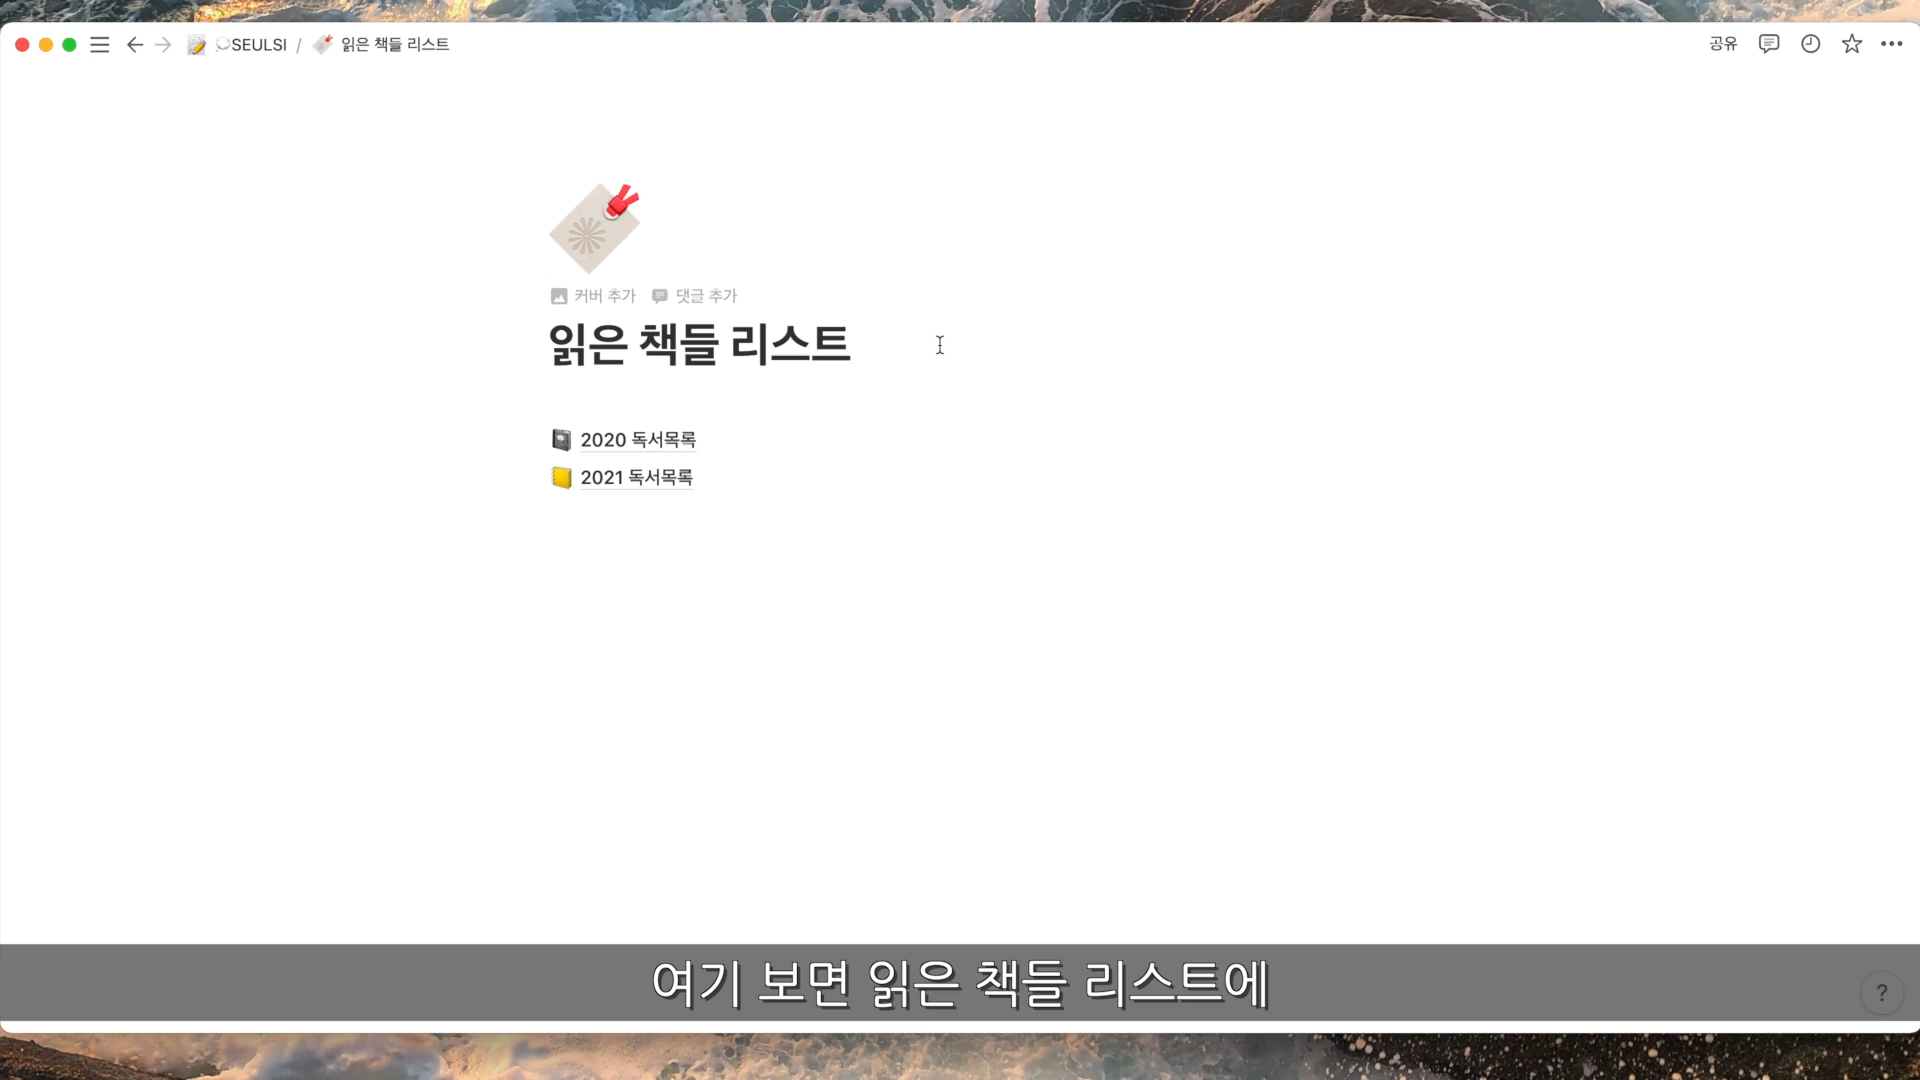 SEULSI / 읽은 책들 리스트
공유
커버 추가 댓글 추가
읽은 책들 리스트
2020 독서목록
2021 독서목록
여기 보면 읽은 책들 리스트에
?